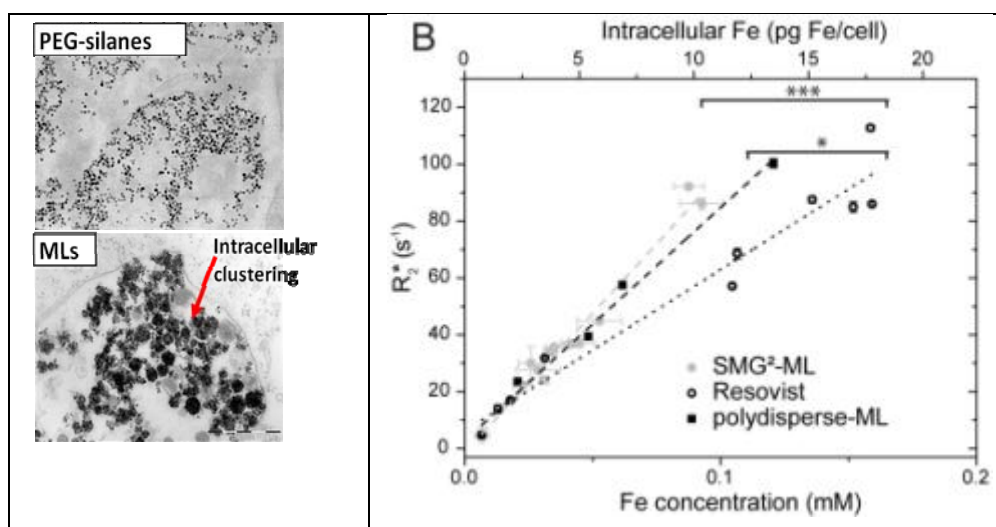 PEG-silanes
MLs
Intracellular
clustering
B
Intracellular Fe (pg Fe/cell)
0 5 10 15 20
***
*
120
100
80
60
40
20
0
R2* (s-1)
SMG²-ML
Resovist
polydisperse-ML
0.0 0.1 0.2
Fe concentration (mM)